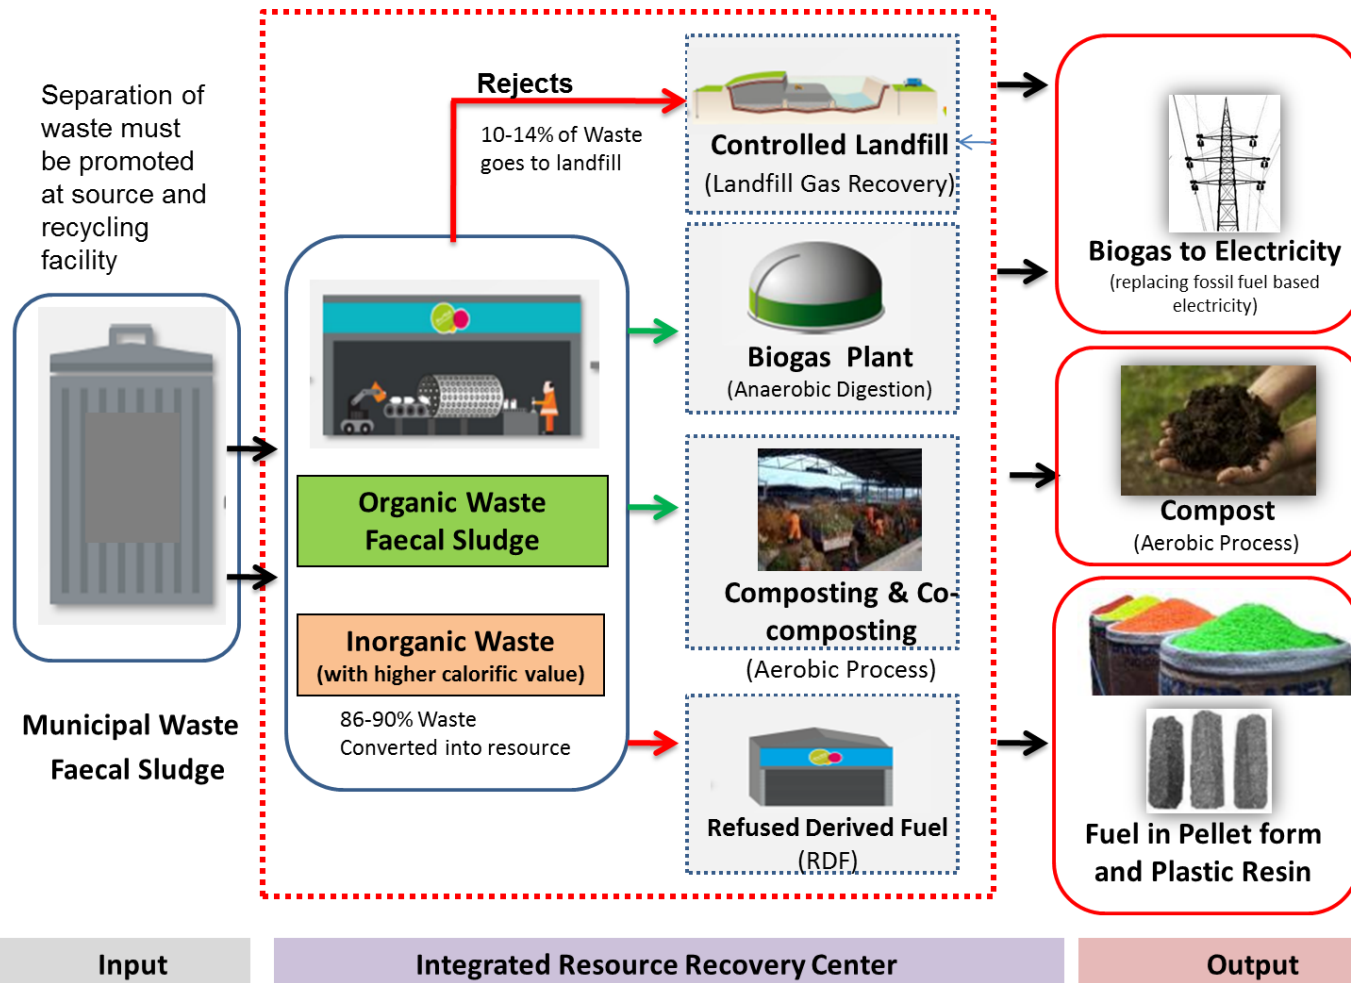 Separation of
waste must
be promoted
at source and
recycling
facility
Municipal Waste
Faecal Sludge
Rejects
10-14% of Waste
goes to landfill
Organic Waste
Faecal Sludge
Inorganic Waste
(with higher calorific value)
86-90% Waste
Converted into resource
Controlled Landfill
(Landfill Gas Recovery)
Biogas Plant
(Anaerobic Digestion)
Composting & Co-
composting
(Aerobic Process)
Refused Derived Fuel
(RDF)
Biogas to Electricity
(replacing fossil fuel based
electricity)
Compost
(Aerobic Process)
Fuel in Pellet form
and Plastic Resin
Input
Integrated Resource Recovery Center
Output